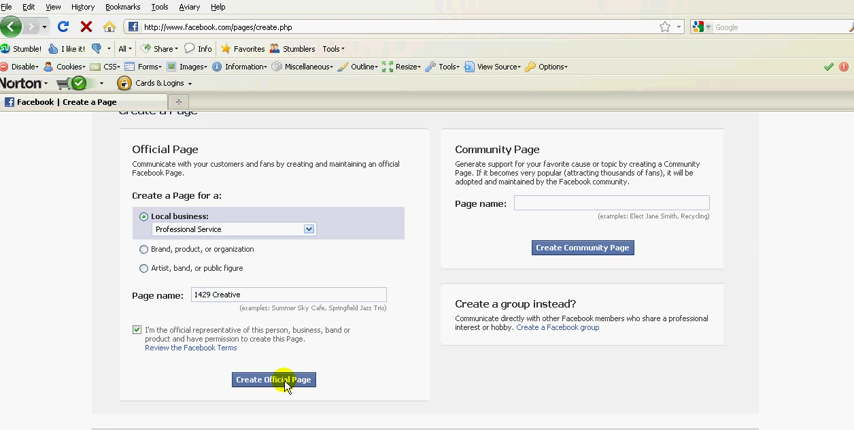 File Edit View History Bookmarks Tools Aviary Help
http://www.facebook.com/pages/create.php
Google
Stumble! I like it! All Share Info Favorites Stumblers Tools
Disable Cookies CSS Forms Images Information Miscellaneous Outline Resize Tools View Source Options
Norton Cards & Logins
Facebook | Create a Page
Create a Page
Official Page
Communicate with your customers and fans by creating and maintaining an official
Facebook Page.
Create a Page for a:
Local business:
Professional Service
Brand, product, or organization
Artist, band, or public figure
Page name: 1429 Creative
(examples: Summer Sky Cafe, Springfield Jazz Trio)
I'm the official representative of this person, business, band or
product and have permission to create this Page.
Review the Facebook Terms
Create Official Page
Community Page
Generate support for your favorite cause or topic by creating a Community
Page. If it becomes very popular (attracting thousands of fans), it will be
adopted and maintained by the Facebook community.
Page name:
(examples: Elect Jane Smith, Recycling)
Create Community Page
Create a group instead?
Communicate directly with other Facebook members who share a professional
interest or hobby. Create a Facebook group